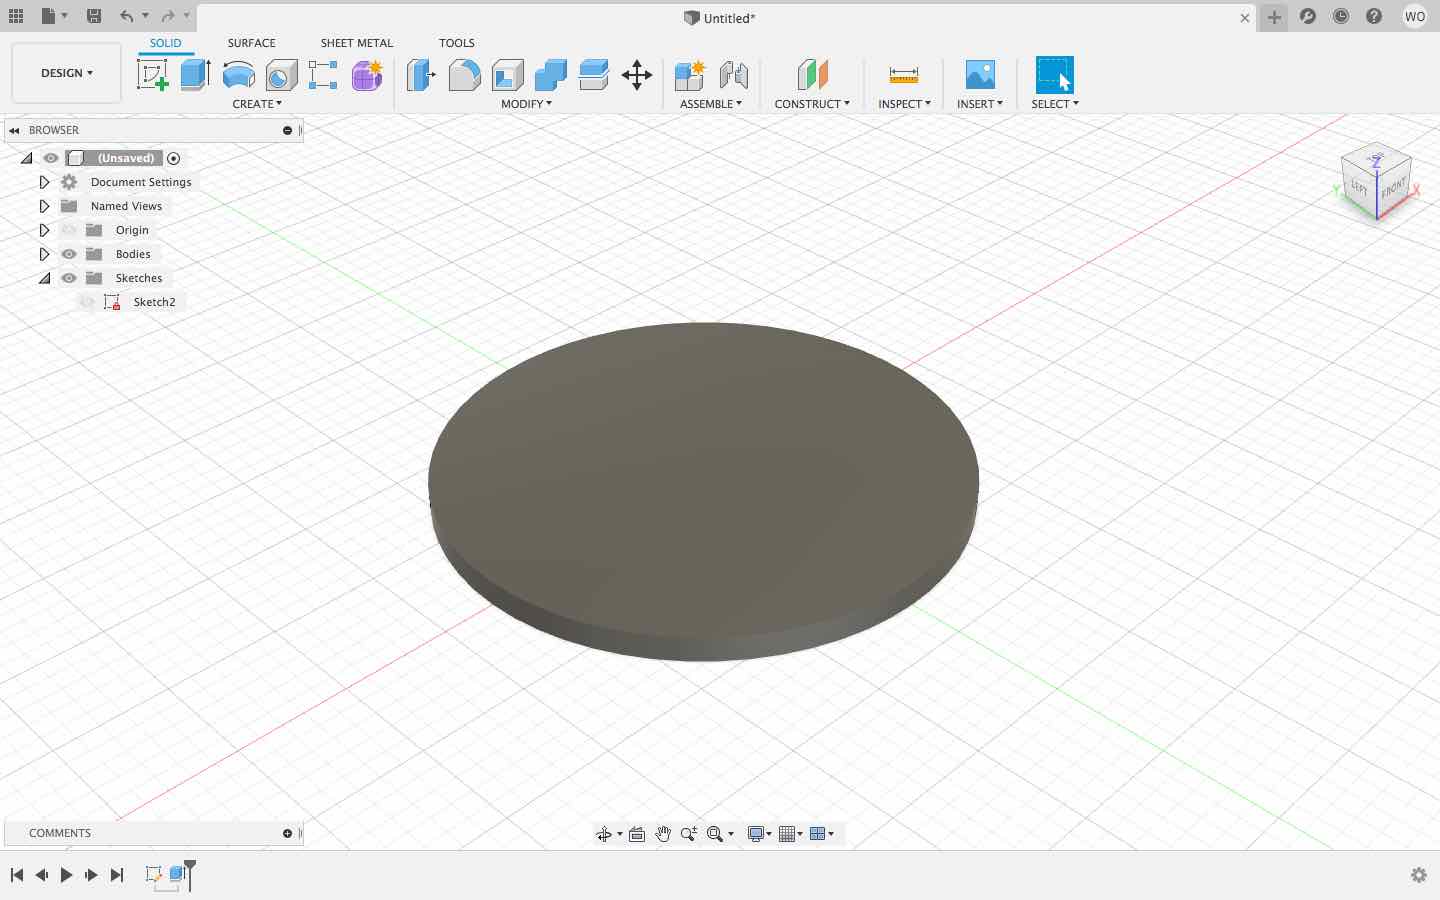 Untitled*
WO
SOLID
SURFACE
SHEET METAL
TOOLS
DESIGN
CREATE
MODIFY
ASSEMBLE
CONSTRUCT
INSPECT
INSERT
SELECT
BROWSER
(Unsaved)
Document Settings
Named Views
Origin
Bodies
Sketches
Sketch2
Z
Y
LEFT
FRONT
X
COMMENTS